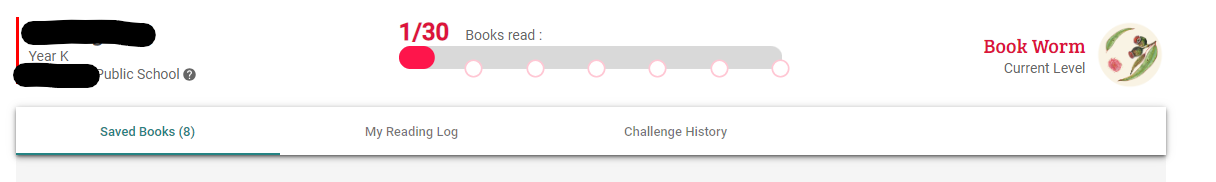 Year K
Public School ?
1/30 Books read :
Book Worm
Current Level
Saved Books (8) My Reading Log Challenge History